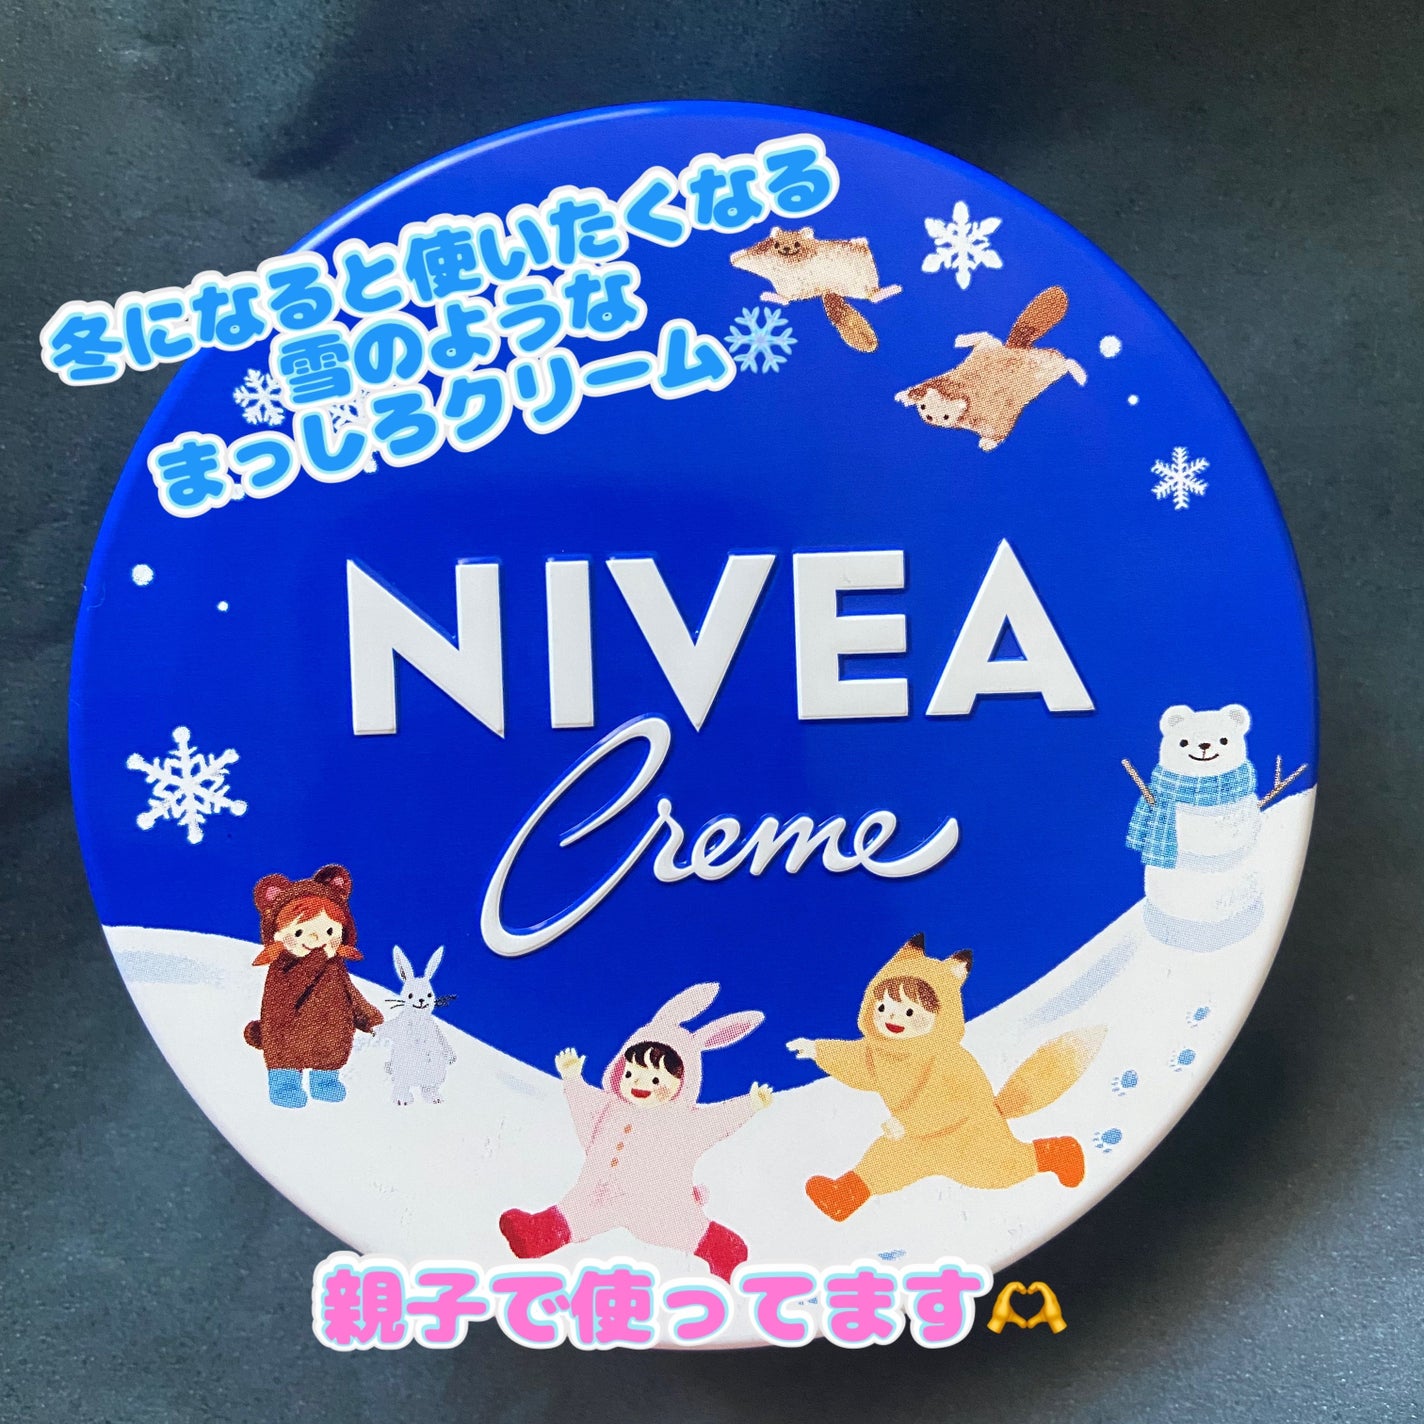 冬になると使いたくなる
雪のような
まっしろクリーム❄
NIVEA
Creme
親子で使ってます🫶